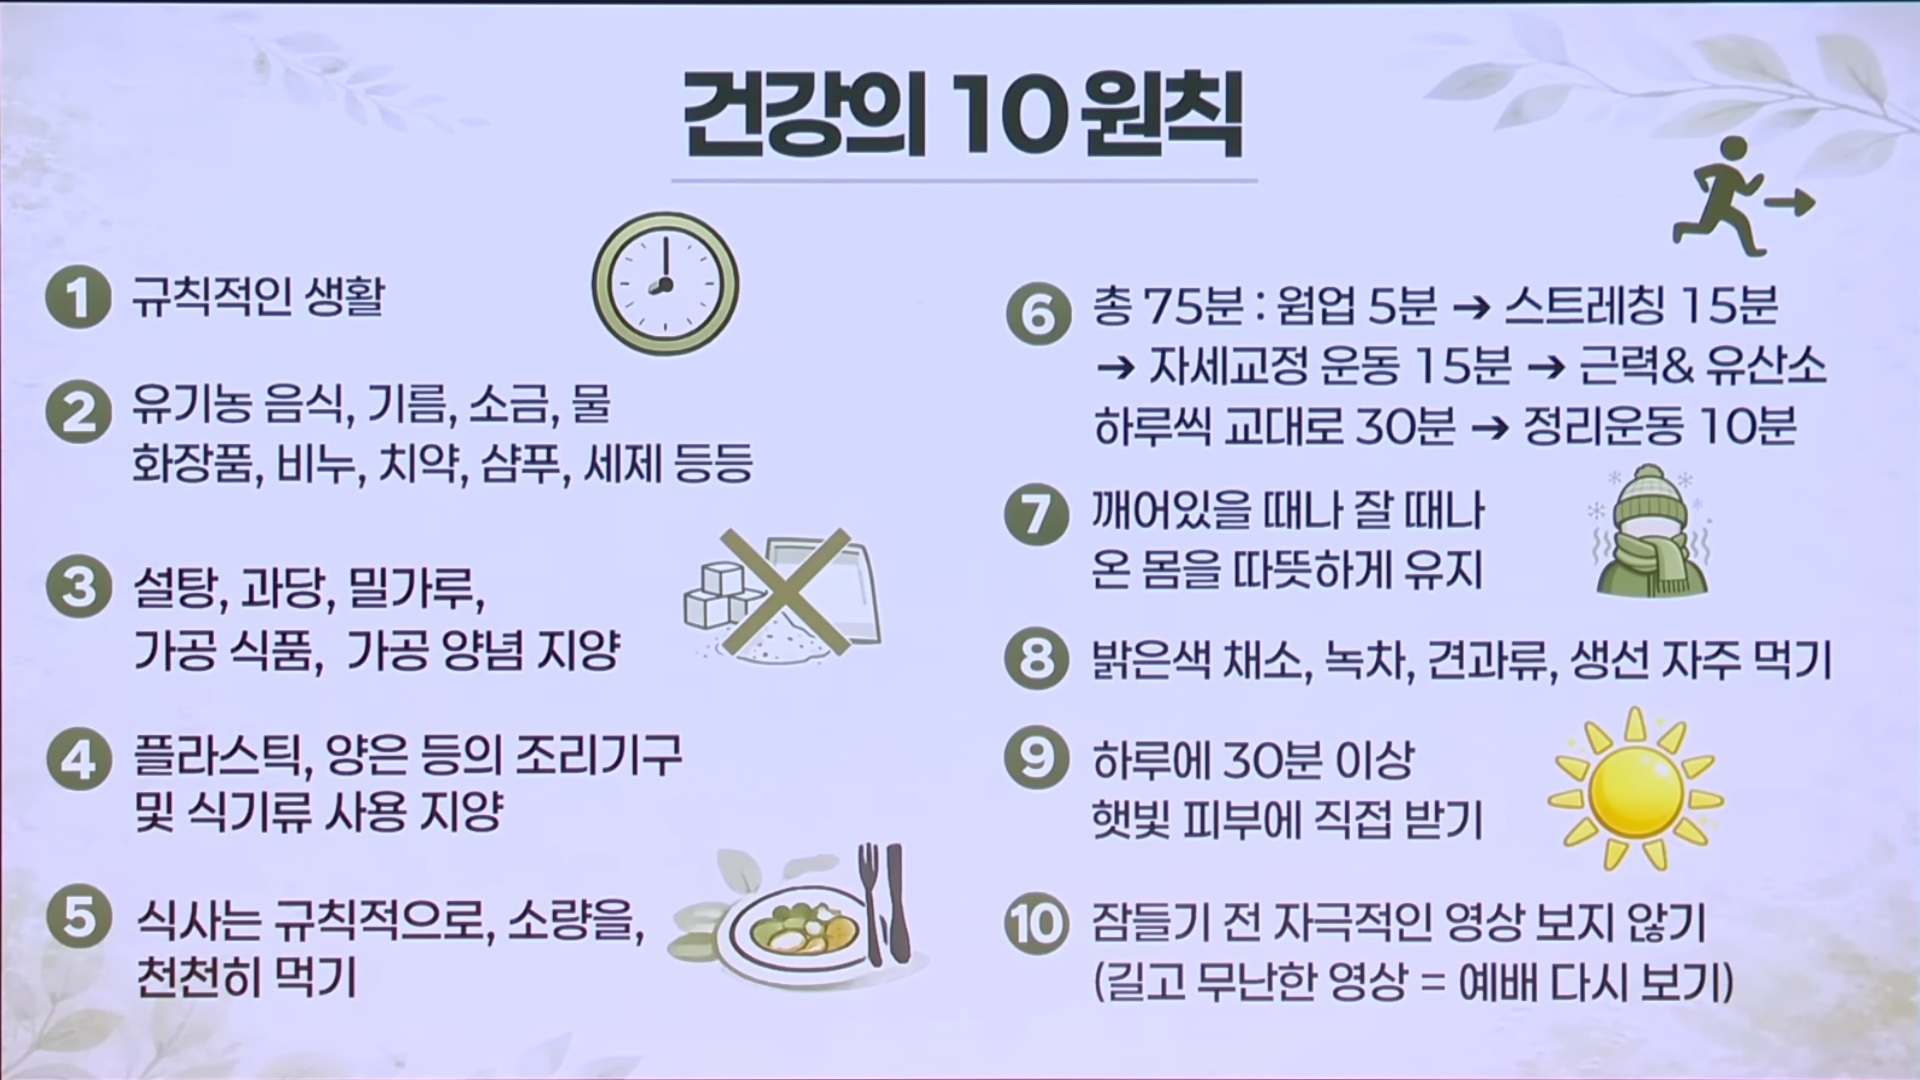 건강의 10원칙
1 규칙적인 생활
2 유기농 음식, 기름, 소금, 물
화장품, 비누, 치약, 샴푸, 세제 등등
3 설탕, 과당, 밀가루,
가공 식품, 가공 양념 지양
4 플라스틱, 양은 등의 조리기구
및 식기류 사용 지양
5 식사는 규칙적으로, 소량을,
천천히 먹기
6 총 75분 : 웜업 5분 → 스트레칭 15분
→ 자세교정 운동 15분 → 근력& 유산소
하루씩 교대로 30분 → 정리운동 10분
7 깨어있을 때나 잘 때나
온 몸을 따뜻하게 유지
8 밝은색 채소, 녹차, 견과류, 생선 자주 먹기
9 하루에 30분 이상
햇빛 피부에 직접 받기
10 잠들기 전 자극적인 영상 보지 않기
(길고 무난한 영상 = 예배 다시 보기)